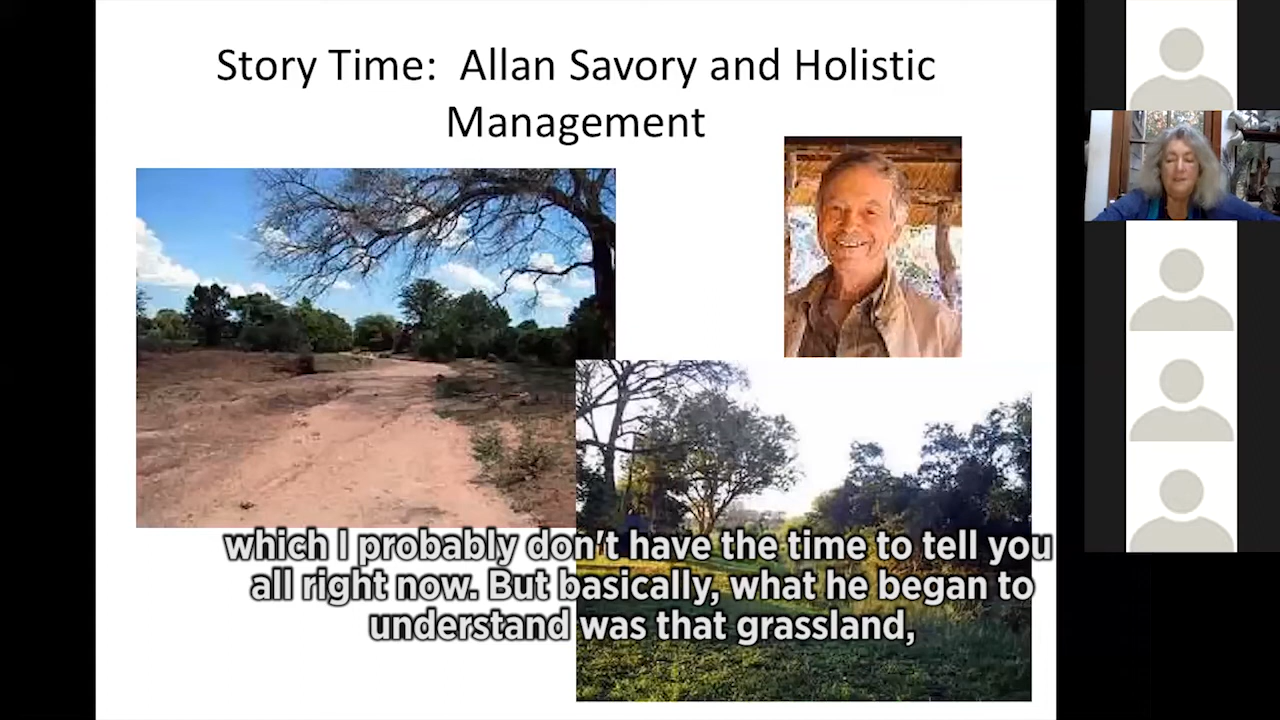 Story Time:  Allan Savory and Holistic
Management
which I probably don't have the time to tell you
all right now. But basically, what he began to
understand was that grassland,